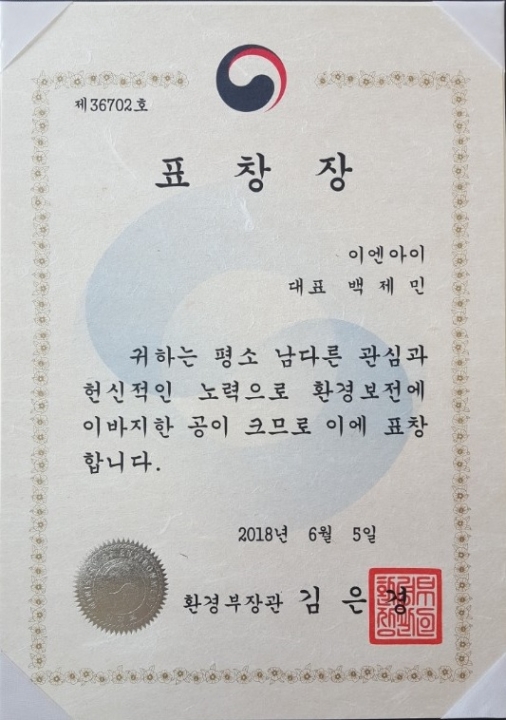 제36702호
표 창 장
이엔아이
대표 백 제 민
귀하는 평소 남다른 관심과
헌신적인 노력으로 환경보전에
이바지한 공이 크므로 이에 표창
합니다.
2018년 6월 5일
환경부장관 김 은 경